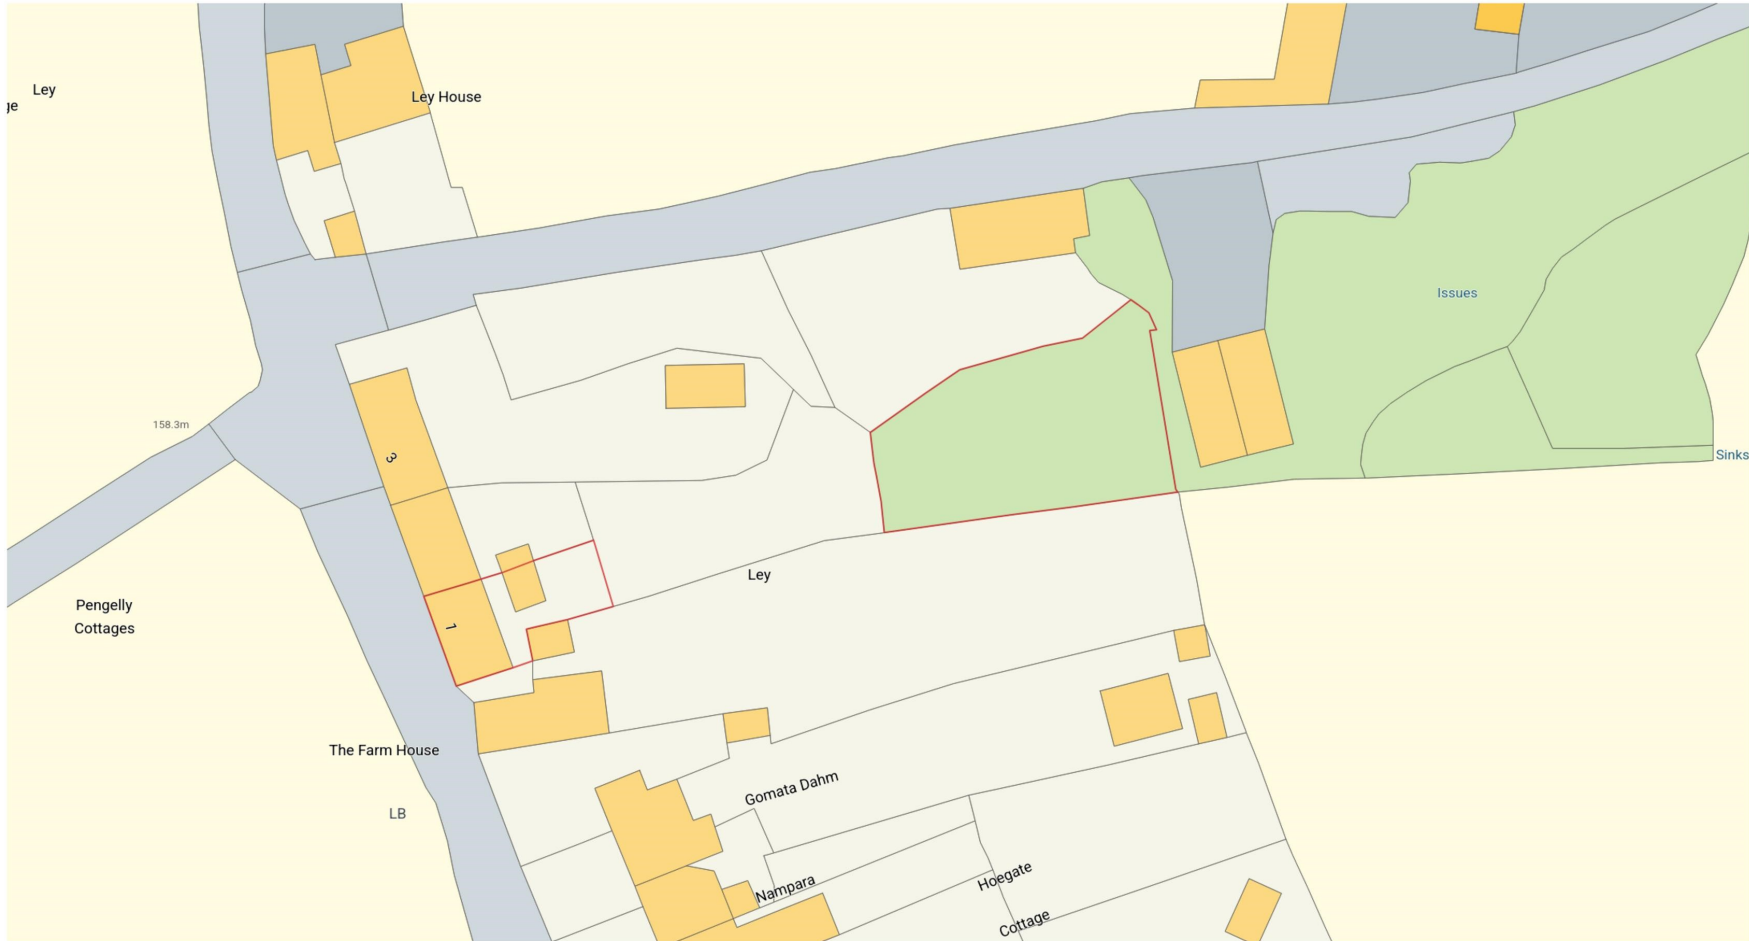 Ley
ge
Ley House
Issues
158.3m
3
Sinks
Ley
Pengelly
Cottages
1
The Farm House
Gomata Dahm
LB
Nampara
Hoegate
Cottage